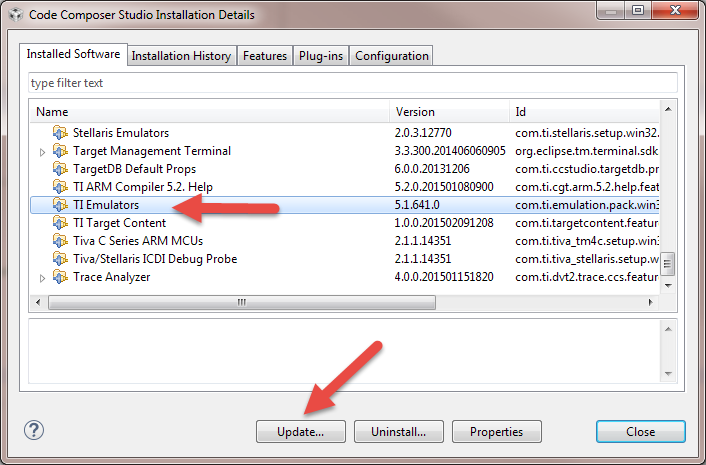 Code Composer Studio Installation Details
Installed Software Installation History Features Plug-ins Configuration
type filter text
Name Version Id
Stellaris Emulators 2.0.3.12770 com.ti.stellaris.setup.win32.
Target Management Terminal 3.3.300.201406060905 org.eclipse.tm.terminal.sdk
TargetDB Default Props 6.0.0.20131206 com.ti.ccstudio.targetdb.pr
TI ARM Compiler 5.2. Help 5.2.0.201501080900 com.ti.cgt.arm.5.2.help.feat
TI Emulators 5.1.641.0 com.ti.emulation.pack.win3
TI Target Content 1.0.0.201502091208 com.ti.targetcontent.feature
Tiva C Series ARM MCUs 2.1.1.14351 com.ti.tiva_tm4c.setup.win3
Tiva/Stellaris ICDI Debug Probe 2.1.1.14351 com.ti.tiva_stellaris.setup.w
Trace Analyzer 4.0.0.201501151820 com.ti.dvt2.trace.ccs.featur
? Update... Uninstall... Properties Close